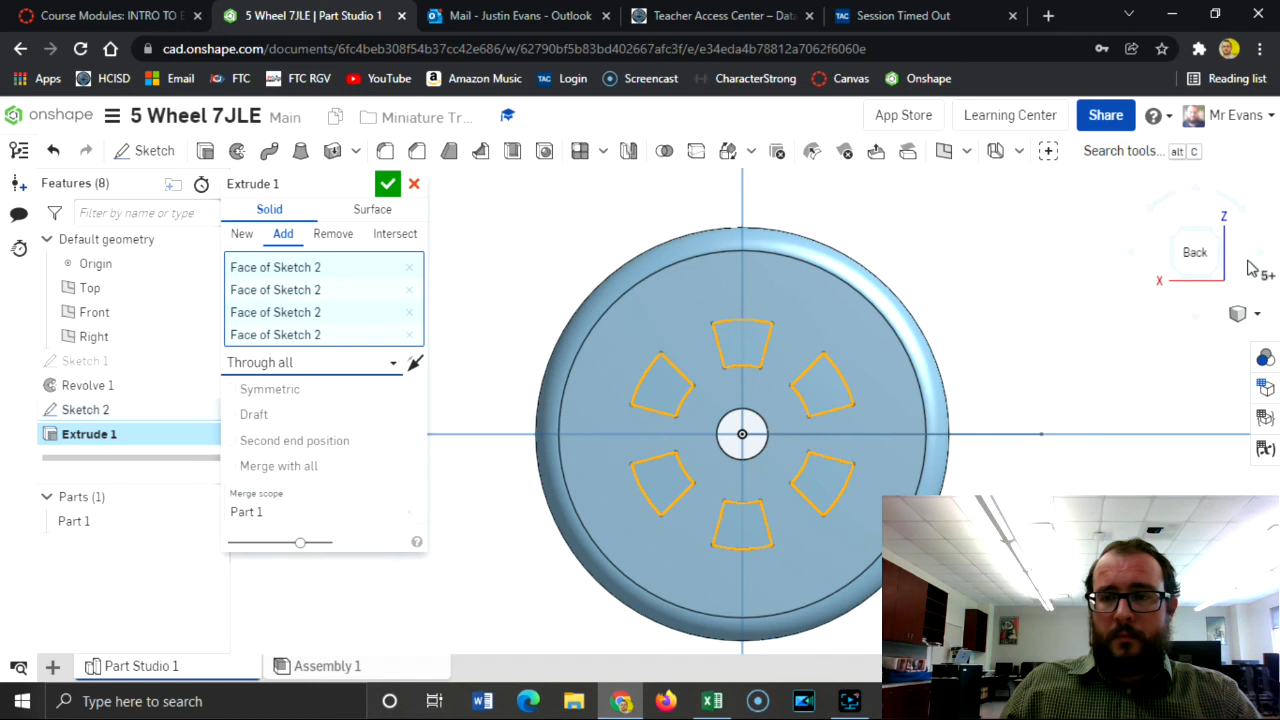 Course Modules: INTRO TO E
5 Wheel 7JLE | Part Studio 1
Mail - Justin Evans - Outlook
Teacher Access Center – Dat
TAC Session Timed Out
cad.onshape.com/documents/6fc4beb308f54b37cc42e686/w/62790bf5b83bd402667afc3f/e/e34eda4b78812a7062f6060e
Apps HCISD Email FTC FTC RGV YouTube Amazon Music Login Screencast CharacterStrong Canvas Onshape Reading list
onshape 5 Wheel 7JLE Main Miniature Tr... App Store Learning Center Share Mr Evans
Sketch Search tools... alt C
Features (8)
Filter by name or type
Default geometry
Origin
Top
Front
Right
Sketch 1
Revolve 1
Sketch 2
Extrude 1
Parts (1)
Part 1
Extrude 1
Solid Surface
New Add Remove Intersect
Face of Sketch 2
Face of Sketch 2
Face of Sketch 2
Face of Sketch 2
Through all
Symmetric
Draft
Second end position
Merge with all
Merge scope
Part 1
Z
Back
X
5+
Part Studio 1
Assembly 1
Type here to search